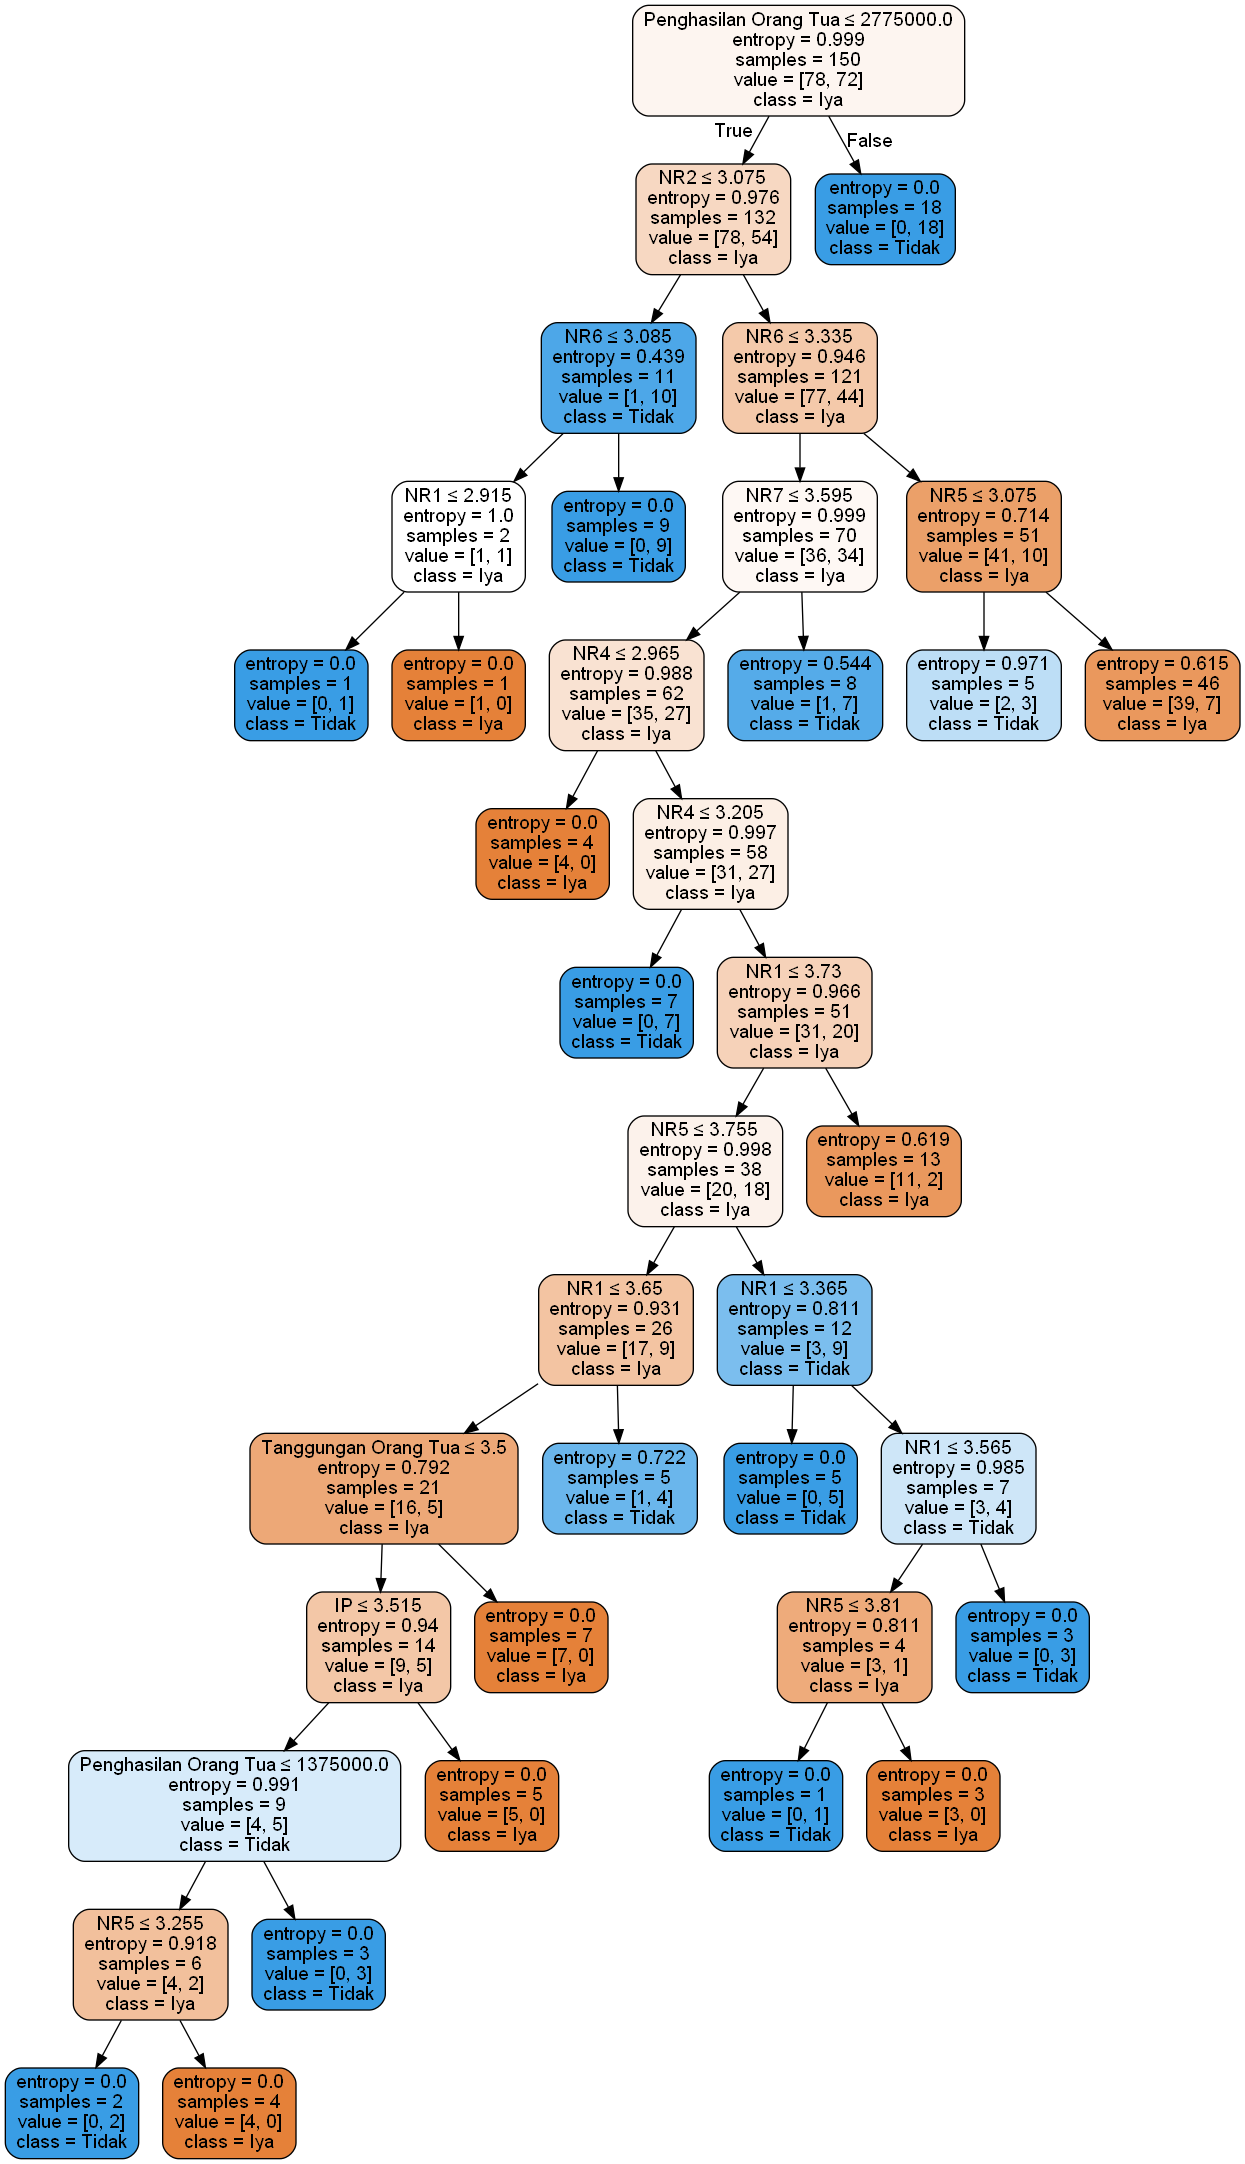 Penghasilan Orang Tua ≤ 2775000.0
entropy = 0.999
samples = 150
value = [78, 72]
class = Iya
True
False
NR2 ≤ 3.075
entropy = 0.976
samples = 132
value = [78, 54]
class = Iya
entropy = 0.0
samples = 18
value = [0, 18]
class = Tidak
NR6 ≤ 3.085
entropy = 0.439
samples = 11
value = [1, 10]
class = Tidak
NR6 ≤ 3.335
entropy = 0.946
samples = 121
value = [77, 44]
class = Iya
NR1 ≤ 2.915
entropy = 1.0
samples = 2
value = [1, 1]
class = Iya
entropy = 0.0
samples = 9
value = [0, 9]
class = Tidak
NR7 ≤ 3.595
entropy = 0.999
samples = 70
value = [36, 34]
class = Iya
NR5 ≤ 3.075
entropy = 0.714
samples = 51
value = [41, 10]
class = Iya
entropy = 0.0
samples = 1
value = [0, 1]
class = Tidak
entropy = 0.0
samples = 1
value = [1, 0]
class = Iya
NR4 ≤ 2.965
entropy = 0.988
samples = 62
value = [35, 27]
class = Iya
entropy = 0.544
samples = 8
value = [1, 7]
class = Tidak
entropy = 0.971
samples = 5
value = [2, 3]
class = Tidak
entropy = 0.615
samples = 46
value = [39, 7]
class = Iya
entropy = 0.0
samples = 4
value = [4, 0]
class = Iya
NR4 ≤ 3.205
entropy = 0.997
samples = 58
value = [31, 27]
class = Iya
entropy = 0.0
samples = 7
value = [0, 7]
class = Tidak
NR1 ≤ 3.73
entropy = 0.966
samples = 51
value = [31, 20]
class = Iya
NR5 ≤ 3.755
entropy = 0.998
samples = 38
value = [20, 18]
class = Iya
entropy = 0.619
samples = 13
value = [11, 2]
class = Iya
NR1 ≤ 3.65
entropy = 0.931
samples = 26
value = [17, 9]
class = Iya
NR1 ≤ 3.365
entropy = 0.811
samples = 12
value = [3, 9]
class = Tidak
Tanggungan Orang Tua ≤ 3.5
entropy = 0.792
samples = 21
value = [16, 5]
class = Iya
entropy = 0.722
samples = 5
value = [1, 4]
class = Tidak
entropy = 0.0
samples = 5
value = [0, 5]
class = Tidak
NR1 ≤ 3.565
entropy = 0.985
samples = 7
value = [3, 4]
class = Tidak
IP ≤ 3.515
entropy = 0.94
samples = 14
value = [9, 5]
class = Iya
entropy = 0.0
samples = 7
value = [7, 0]
class = Iya
NR5 ≤ 3.81
entropy = 0.811
samples = 4
value = [3, 1]
class = Iya
entropy = 0.0
samples = 3
value = [0, 3]
class = Tidak
Penghasilan Orang Tua ≤ 1375000.0
entropy = 0.991
samples = 9
value = [4, 5]
class = Tidak
entropy = 0.0
samples = 5
value = [5, 0]
class = Iya
entropy = 0.0
samples = 1
value = [0, 1]
class = Tidak
entropy = 0.0
samples = 3
value = [3, 0]
class = Iya
NR5 ≤ 3.255
entropy = 0.918
samples = 6
value = [4, 2]
class = Iya
entropy = 0.0
samples = 3
value = [0, 3]
class = Tidak
entropy = 0.0
samples = 2
value = [0, 2]
class = Tidak
entropy = 0.0
samples = 4
value = [4, 0]
class = Iya